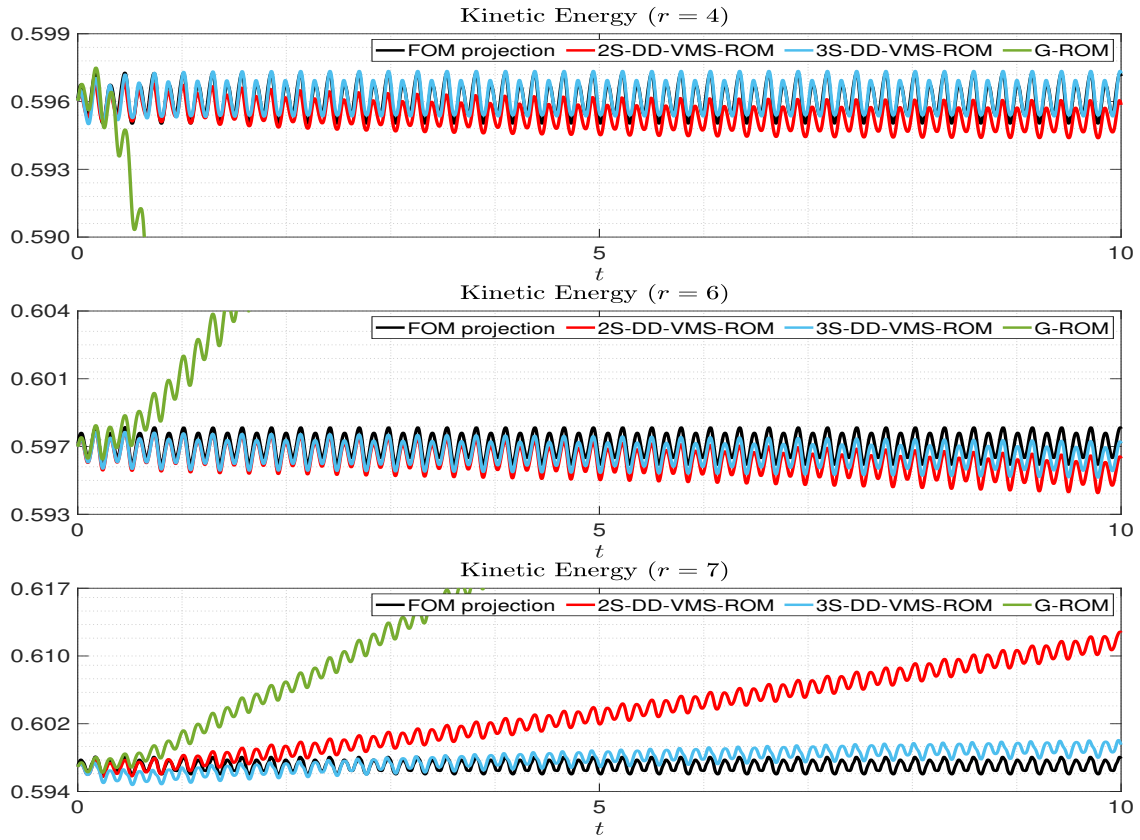 Kinetic Energy (r = 4)
FOM projection 2S-DD-VMS-ROM 3S-DD-VMS-ROM G-ROM
0.599
0.596
0.593
0.590
0 5 10
t
Kinetic Energy (r = 6)
FOM projection 2S-DD-VMS-ROM 3S-DD-VMS-ROM G-ROM
0.604
0.601
0.597
0.593
0 5 10
t
Kinetic Energy (r = 7)
FOM projection 2S-DD-VMS-ROM 3S-DD-VMS-ROM G-ROM
0.617
0.610
0.602
0.594
0 5 10
t